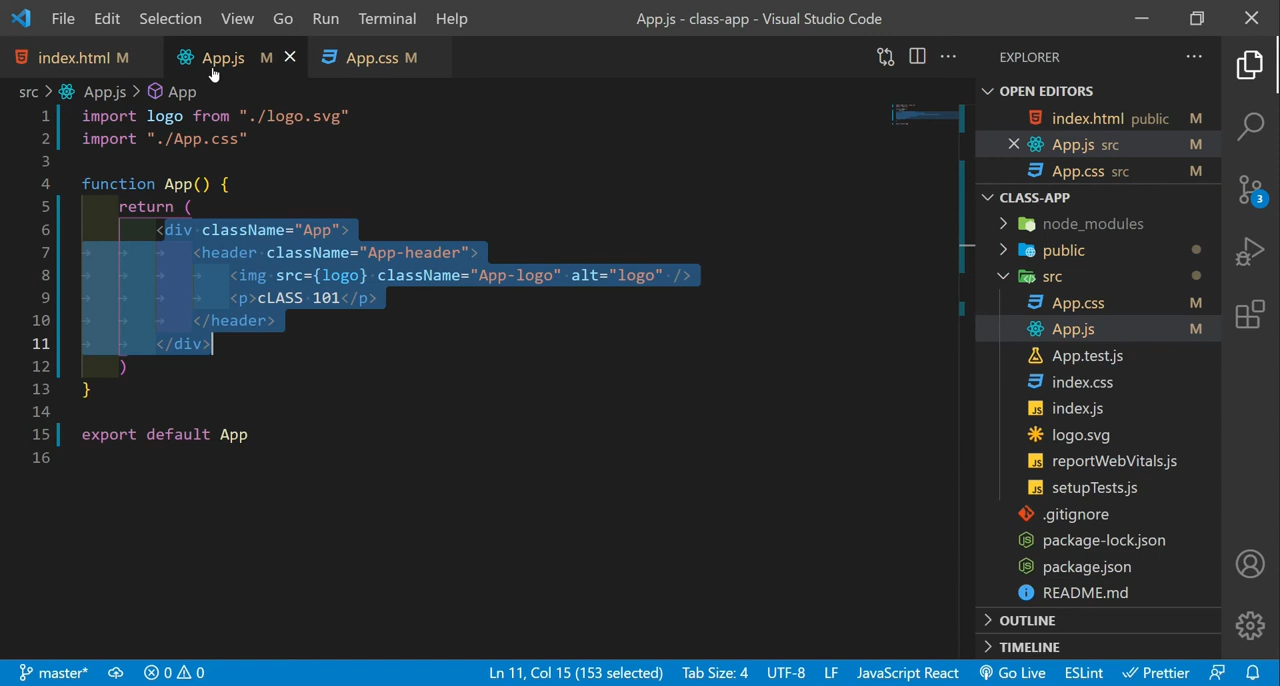 File Edit Selection View Go Run Terminal Help App.js - class-app - Visual Studio Code
index.html M App.js M App.css M
src > App.js > App
1 import logo from "./logo.svg"
2 import "./App.css"
3
4 function App() {
5 return (
6 <div className="App">
7 <header className="App-header">
8 <img src={logo} className="App-logo" alt="logo" />
9 <p>cLASS 101</p>
10 </header>
11 </div>
12 )
13 }
14
15 export default App
16
EXPLORER
OPEN EDITORS
index.html public M
App.js src M
App.css src M
CLASS-APP
node_modules
public
src
App.css M
App.js M
App.test.js
index.css
JS index.js
logo.svg
JS reportWebVitals.js
JS setupTests.js
.gitignore
package-lock.json
package.json
README.md
OUTLINE
TIMELINE
3
master* 0 0 Ln 11, Col 15 (153 selected) Tab Size: 4 UTF-8 LF JavaScript React Go Live ESLint Prettier